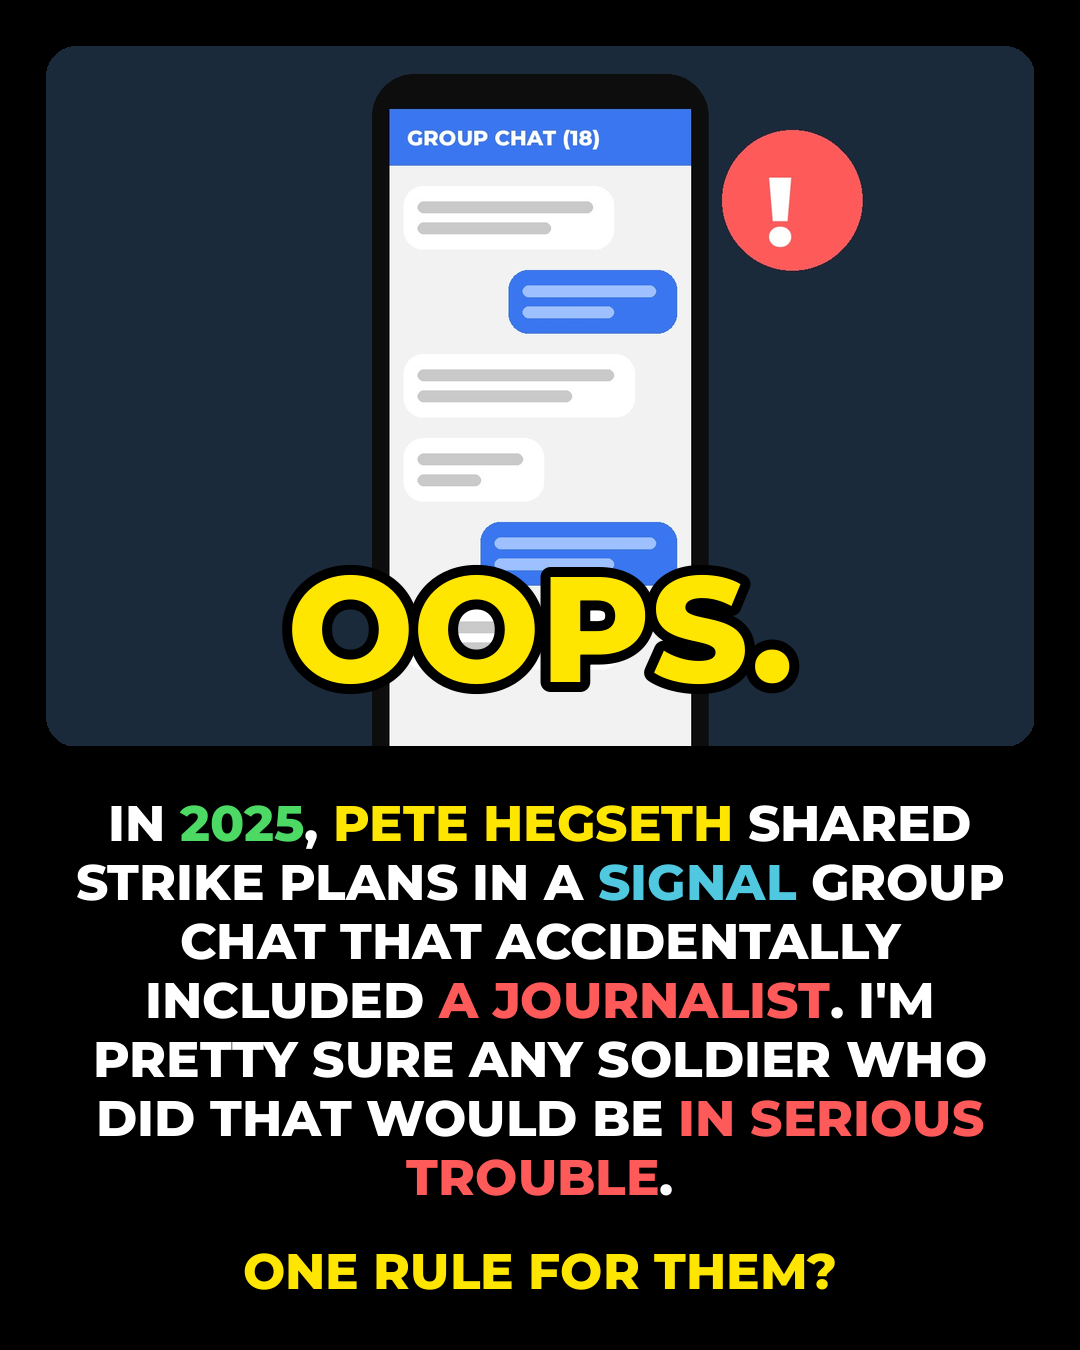 GROUP CHAT (18)
!
OOPS.
IN 2025, PETE HEGSETH SHARED
STRIKE PLANS IN A SIGNAL GROUP
CHAT THAT ACCIDENTALLY
INCLUDED A JOURNALIST. I'M
PRETTY SURE ANY SOLDIER WHO
DID THAT WOULD BE IN SERIOUS
TROUBLE.
ONE RULE FOR THEM?